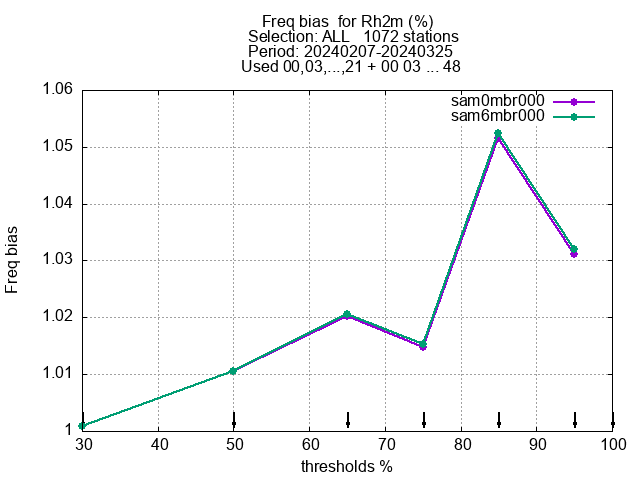 Freq bias  for Rh2m (%)
Selection: ALL   1072 stations
Period: 20240207-20240325
Used 00,03,...,21 + 00 03 ... 48
sam0mbr000
sam6mbr000
1.06
1.05
1.04
1.03
1.02
1.01
1
Freq bias
30 40 50 60 70 80 90 100
thresholds %